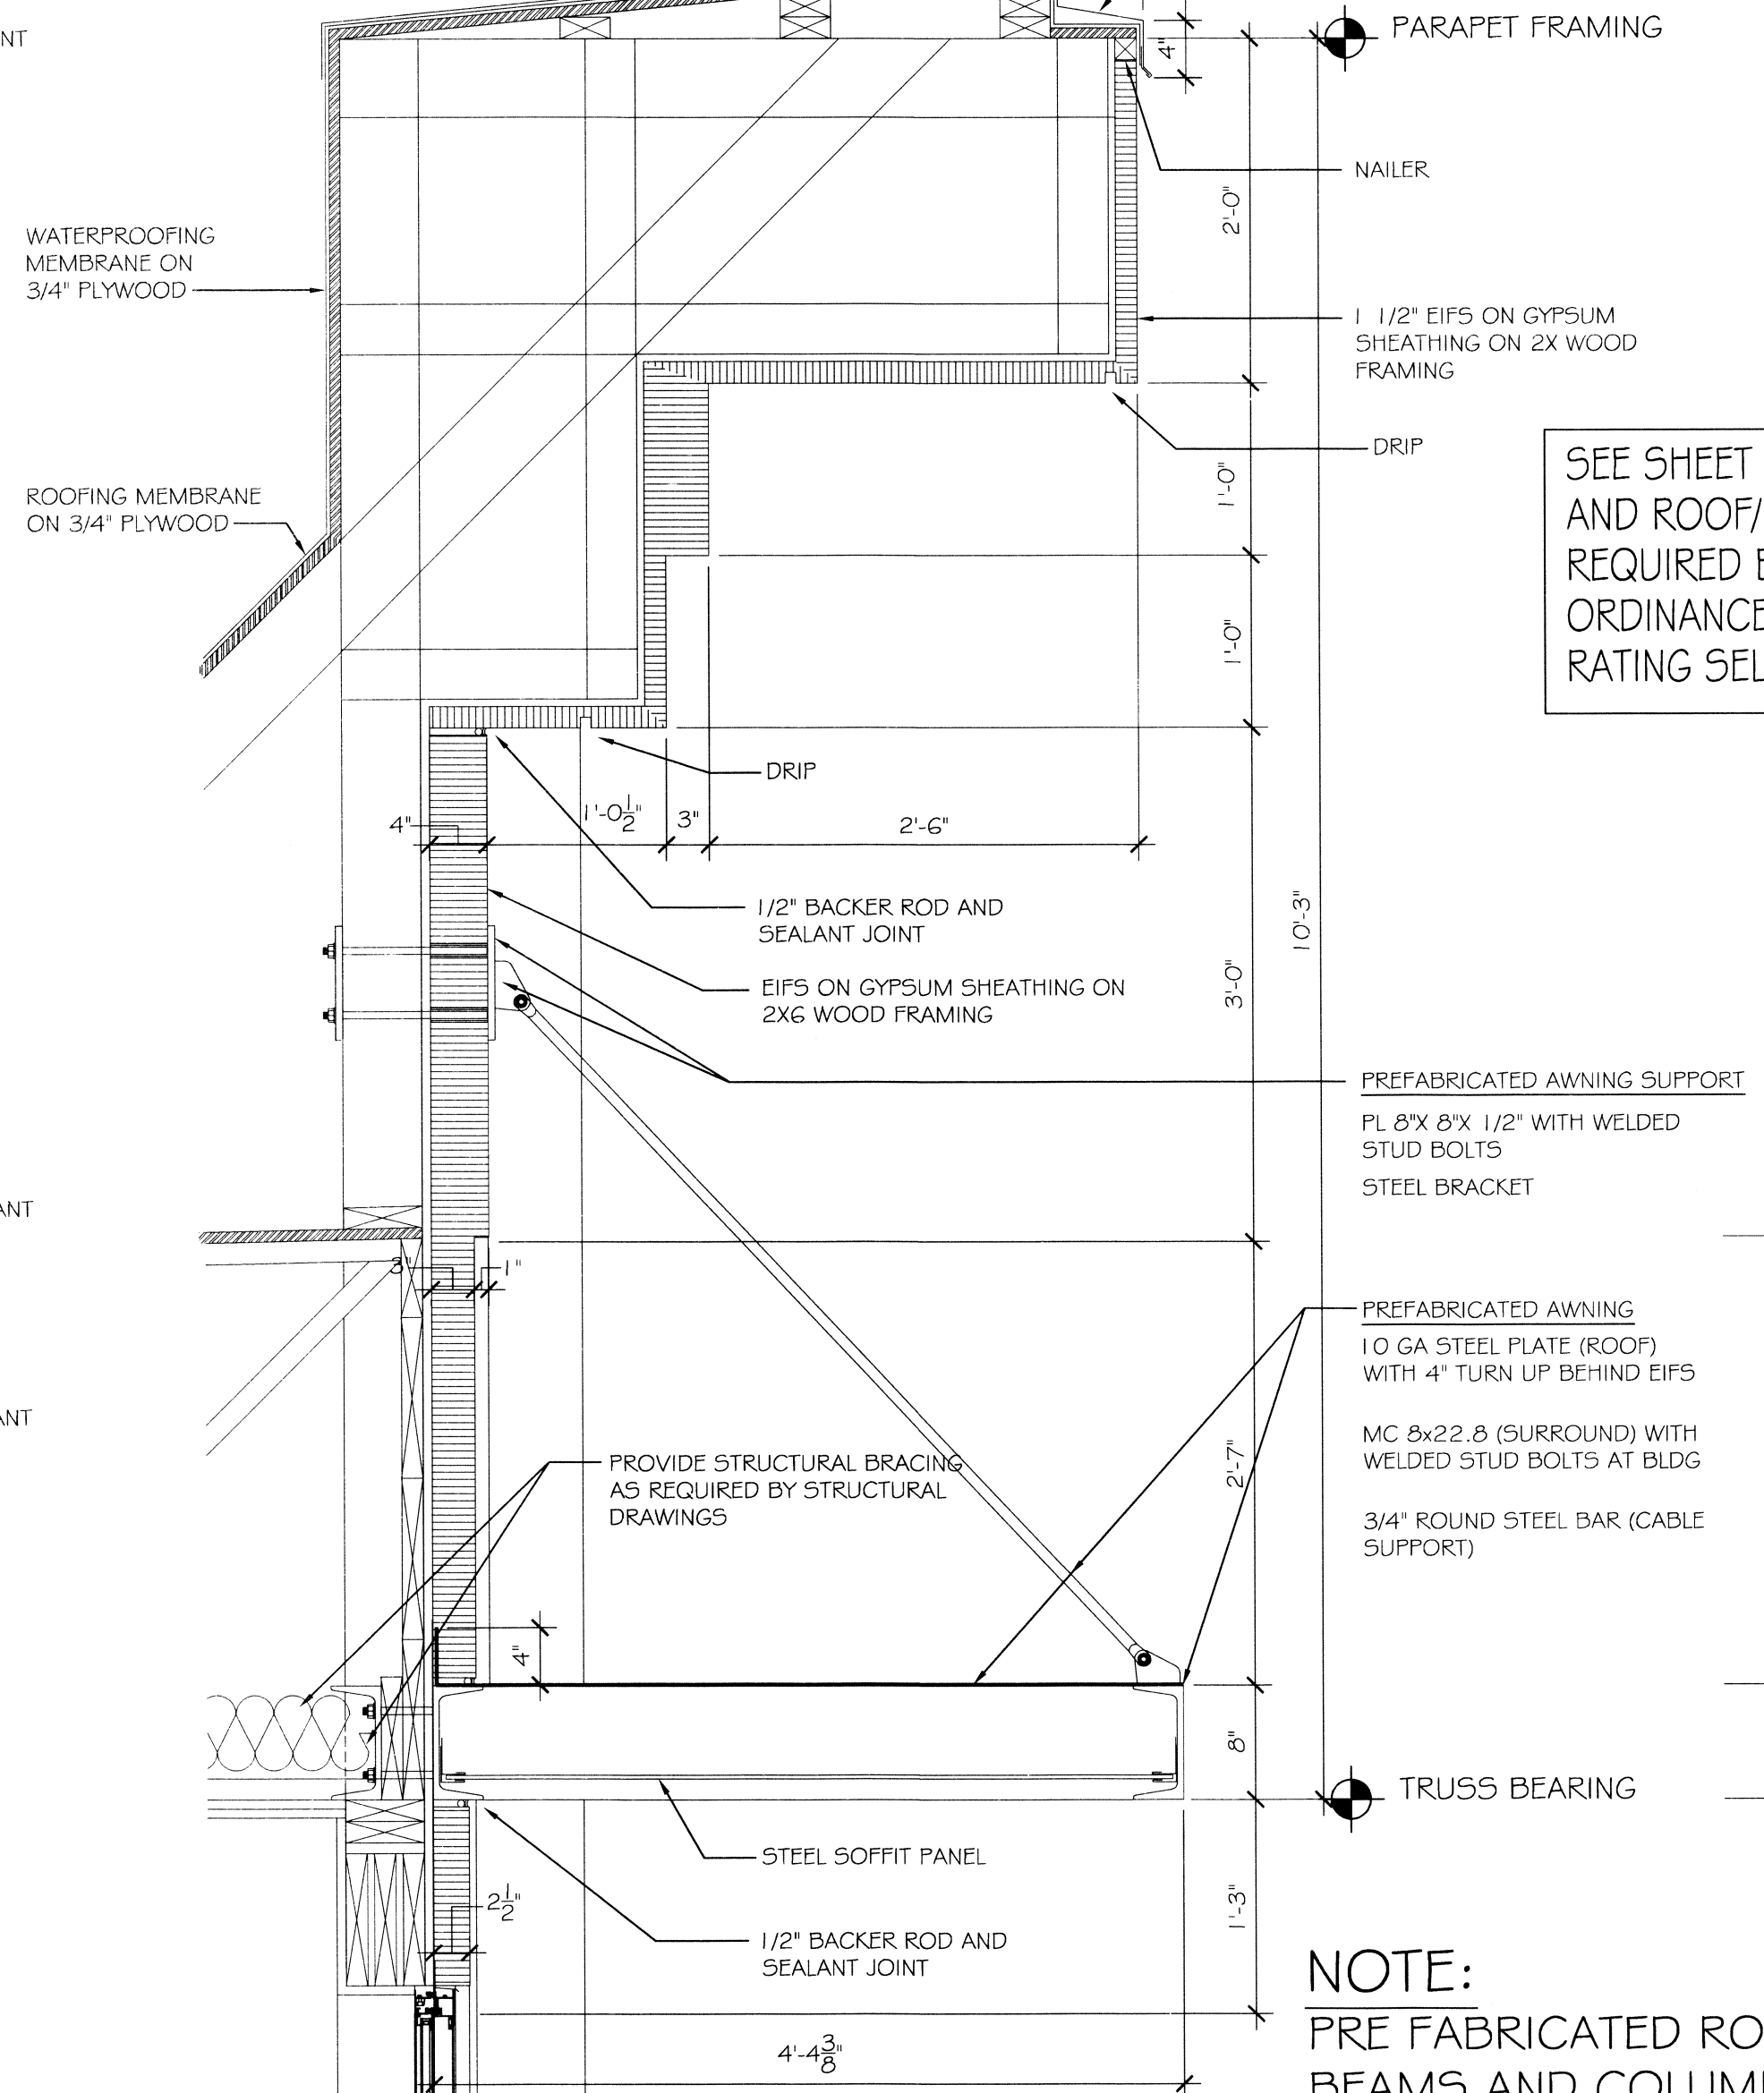 NT
PARAPET FRAMING
4"
NAILER
2'-0"
WATERPROOFING
MEMBRANE ON
3/4" PLYWOOD
1 1/2" EIFS ON GYPSUM
SHEATHING ON 2X WOOD
FRAMING
DRIP
SEE SHEET
AND ROOF/
REQUIRED
ORDINANCE
RATING SEL
1'-0"
ROOFING MEMBRANE
ON 3/4" PLYWOOD
1'-0"
DRIP
4"
1'-0 1/2"
3"
2'-6"
1/2" BACKER ROD AND
SEALANT JOINT
10'-3"
EIFS ON GYPSUM SHEATHING ON
2X6 WOOD FRAMING
3'-0"
PREFABRICATED AWNING SUPPORT
PL 8"X 8"X 1/2" WITH WELDED
STUD BOLTS
STEEL BRACKET
ANT
3"
1"
PREFABRICATED AWNING
10 GA STEEL PLATE (ROOF)
WITH 4" TURN UP BEHIND EIFS
MC 8x22.8 (SURROUND) WITH
WELDED STUD BOLTS AT BLDG
3/4" ROUND STEEL BAR (CABLE
SUPPORT)
ANT
2'-7"
PROVIDE STRUCTURAL BRACING
AS REQUIRED BY STRUCTURAL
DRAWINGS
4"
8"
TRUSS BEARING
STEEL SOFFIT PANEL
2 1/2"
1'-3"
1/2" BACKER ROD AND
SEALANT JOINT
NOTE:
PRE FABRICATED RO
BEAMS AND COLUM
4'-4 3/8"